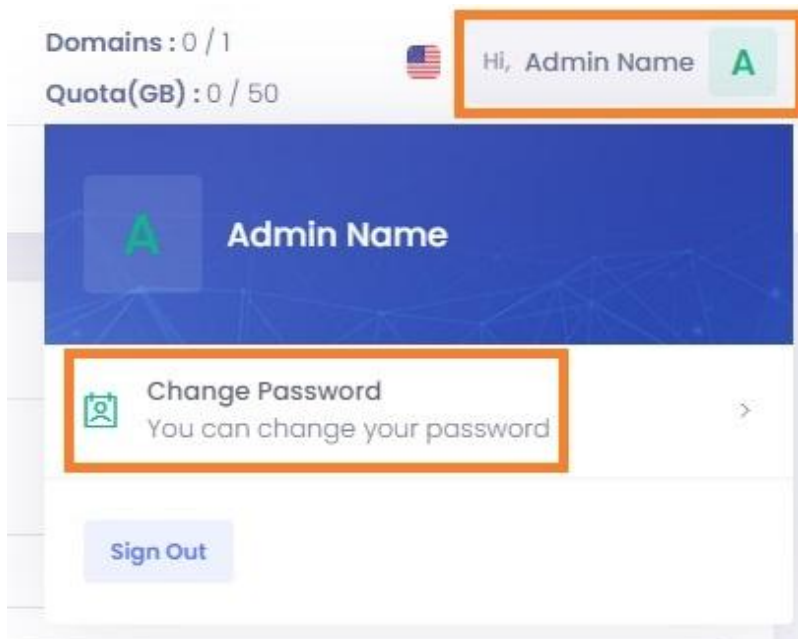 Domains : 0 / 1
Quota(GB) : 0 / 50
Hi, Admin Name A
A Admin Name
Change Password
You can change your password
Sign Out